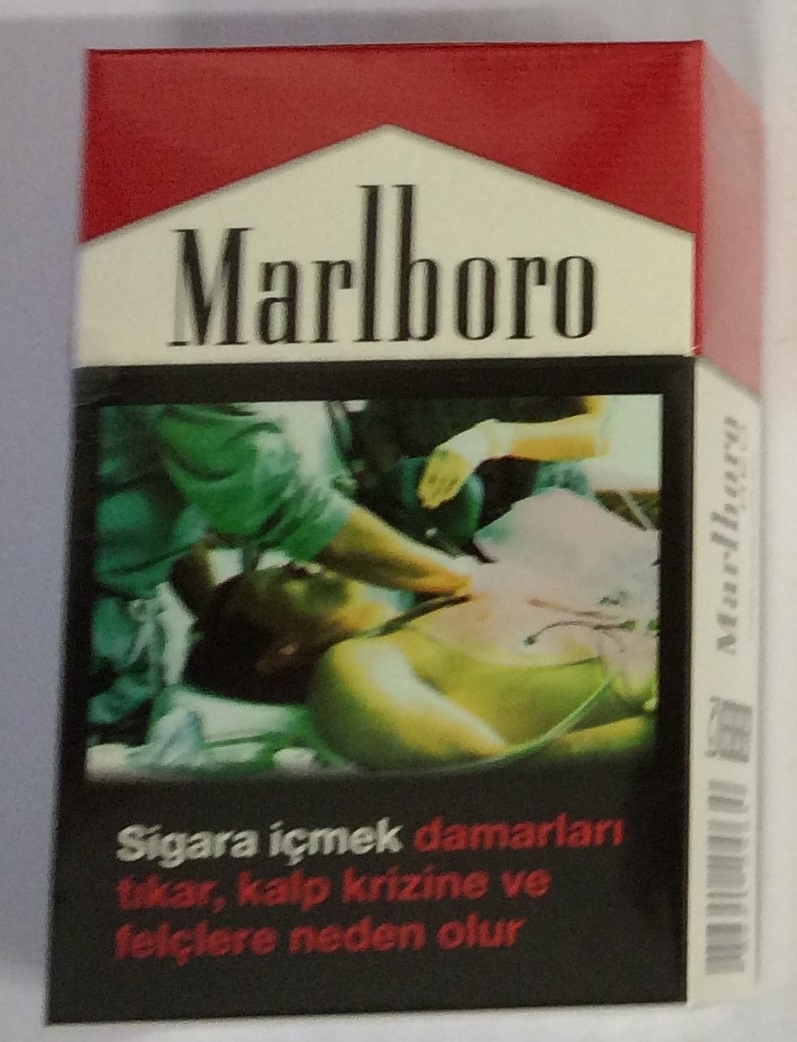 Marlboro
Sigara içmek damarları
tıkar, kalp krizine ve
felçlere neden olur
Marlboro